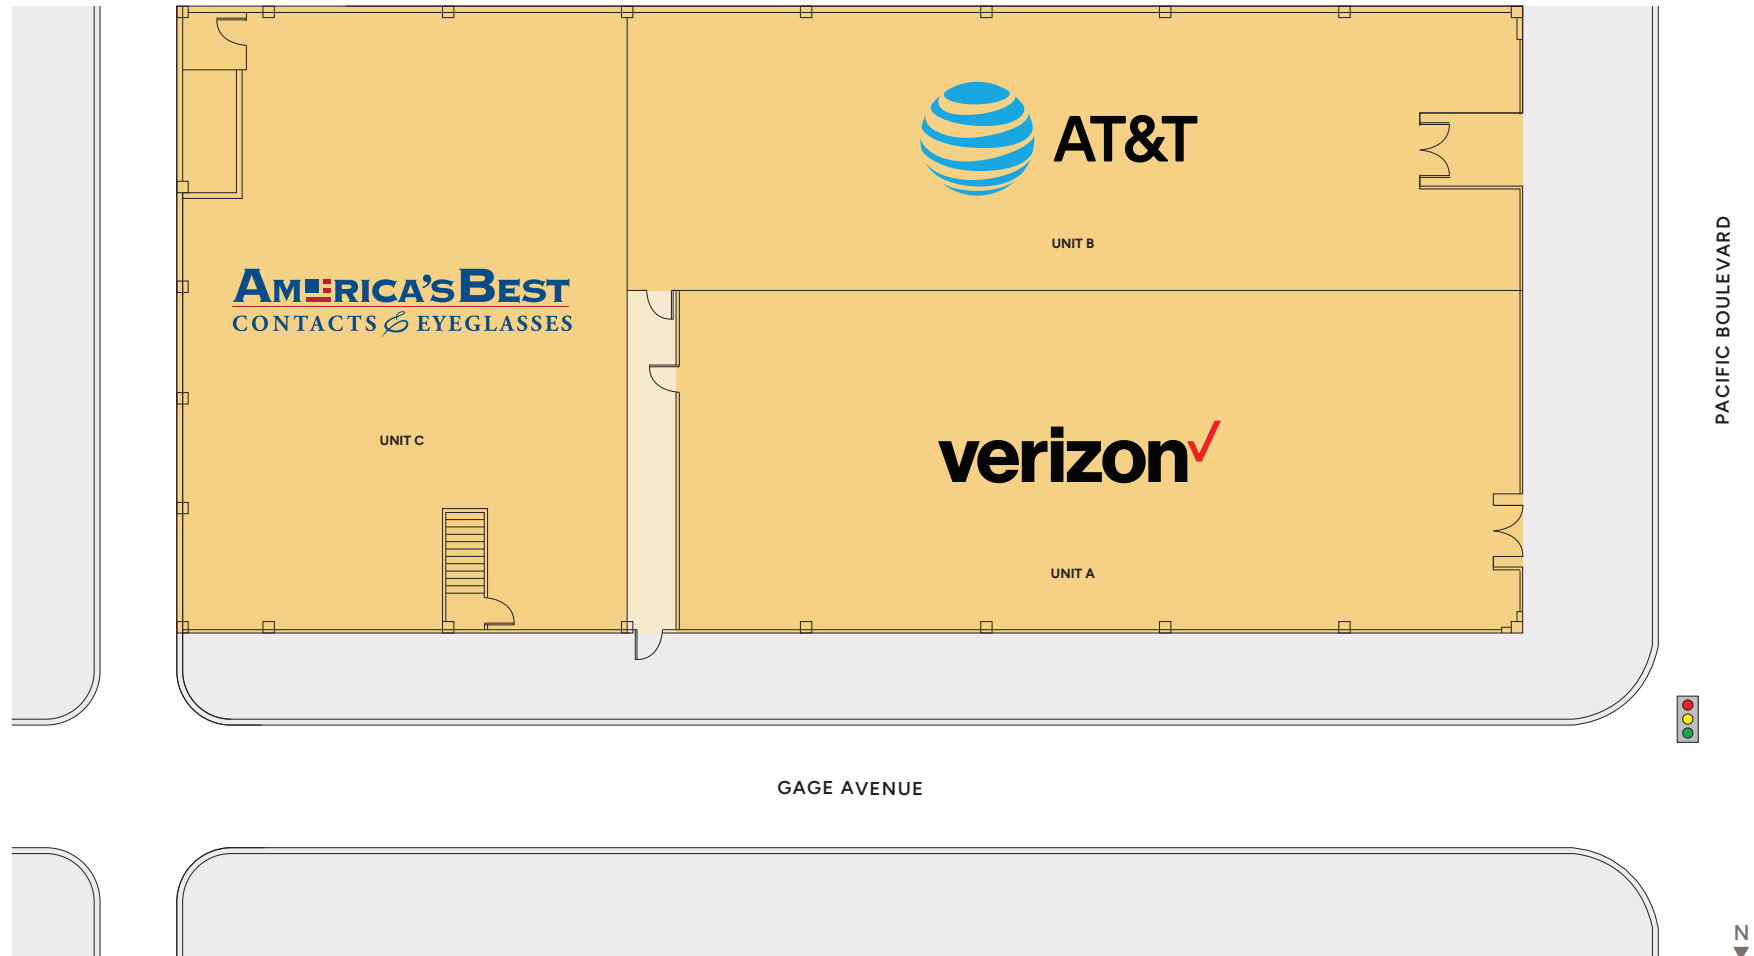 AT&T
UNIT B
PACIFIC BOULEVARD
AMERICA'S BEST
CONTACTS & EYEGLASSES
UNIT C
verizon
UNIT A
GAGE AVENUE
N